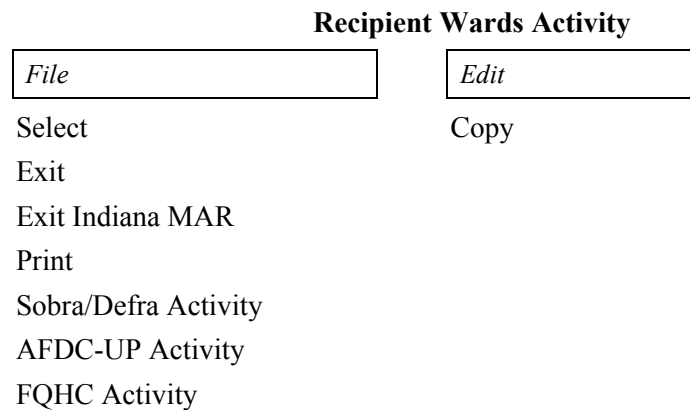 Recipient Wards Activity
File Edit
Select Copy
Exit
Exit Indiana MAR
Print
Sobra/Defra Activity
AFDC-UP Activity
FQHC Activity